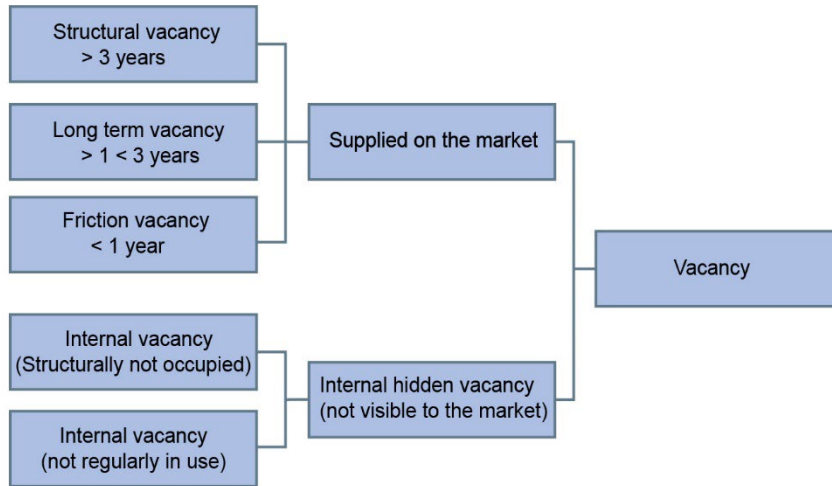 Structural vacancy
> 3 years
Long term vacancy
> 1 < 3 years
Supplied on the market
Friction vacancy
< 1 year
Vacancy
Internal vacancy
(Structurally not occupied)
Internal hidden vacancy
(not visible to the market)
Internal vacancy
(not regularly in use)